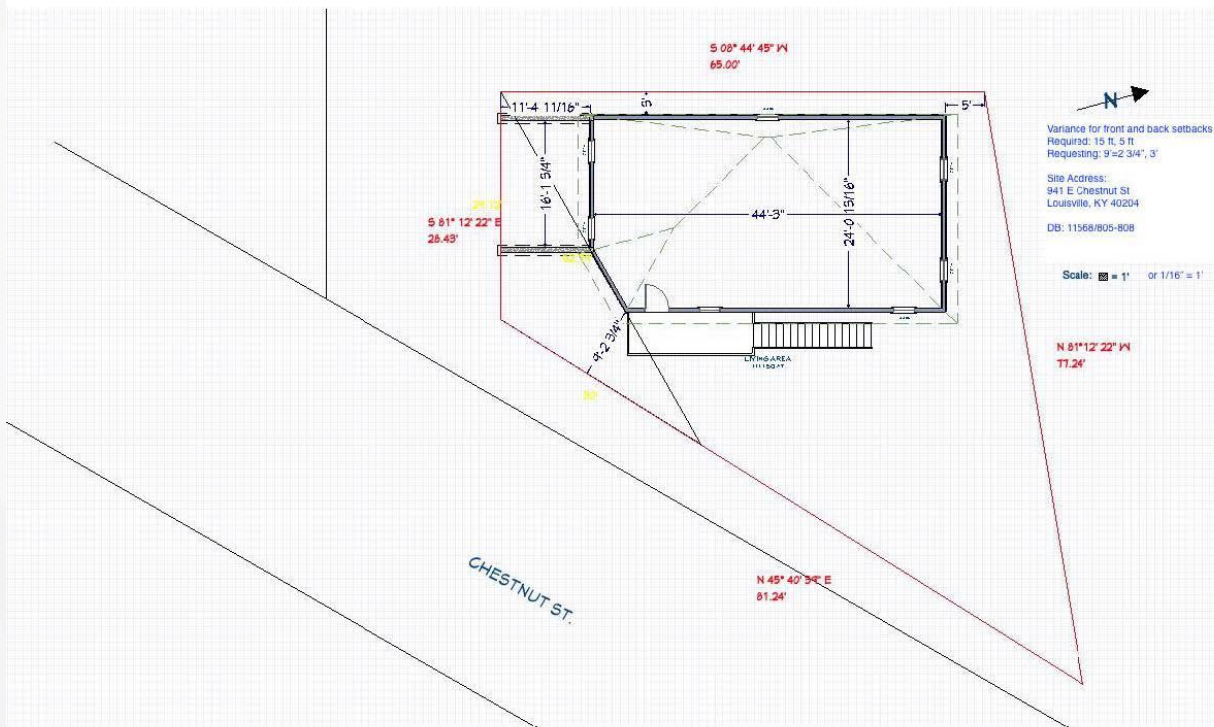 S 08° 44' 45" W
65.00'
11'-4 11/16"
5'
N
Variance for front and back setbacks
Required: 15 ft, 5 ft
Requesting: 9'=2 3/4", 3'
Site Address:
941 E Chestnut St
Louisville, KY 40204
DB: 11568/805-808
Scale: = 1' or 1/16" = 1'
16'-1 3/4"
44'-3"
24'-0 13/16"
S 81° 12' 22" E
28.43'
9'-2 3/4"
LIVING AREA
N 81°12' 22" W
77.24'
CHESTNUT ST.
N 45° 40' 39" E
81.24'